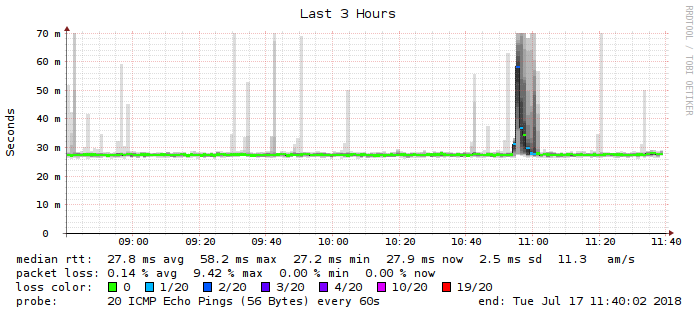 Last 3 Hours
RRDTOOL / TOBI OETIKER
Seconds
70 m
60 m
50 m
40 m
30 m
20 m
10 m
0
09:00 09:20 09:40 10:00 10:20 10:40 11:00 11:20 11:40
median rtt: 27.8 ms avg 58.2 ms max 27.2 ms min 27.9 ms now 2.5 ms sd 11.3 am/s
packet loss: 0.14 % avg 9.42 % max 0.00 % min 0.00 % now
loss color: 0 1/20 2/20 3/20 4/20 10/20 19/20
probe: 20 ICMP Echo Pings (56 Bytes) every 60s end: Tue Jul 17 11:40:02 2018